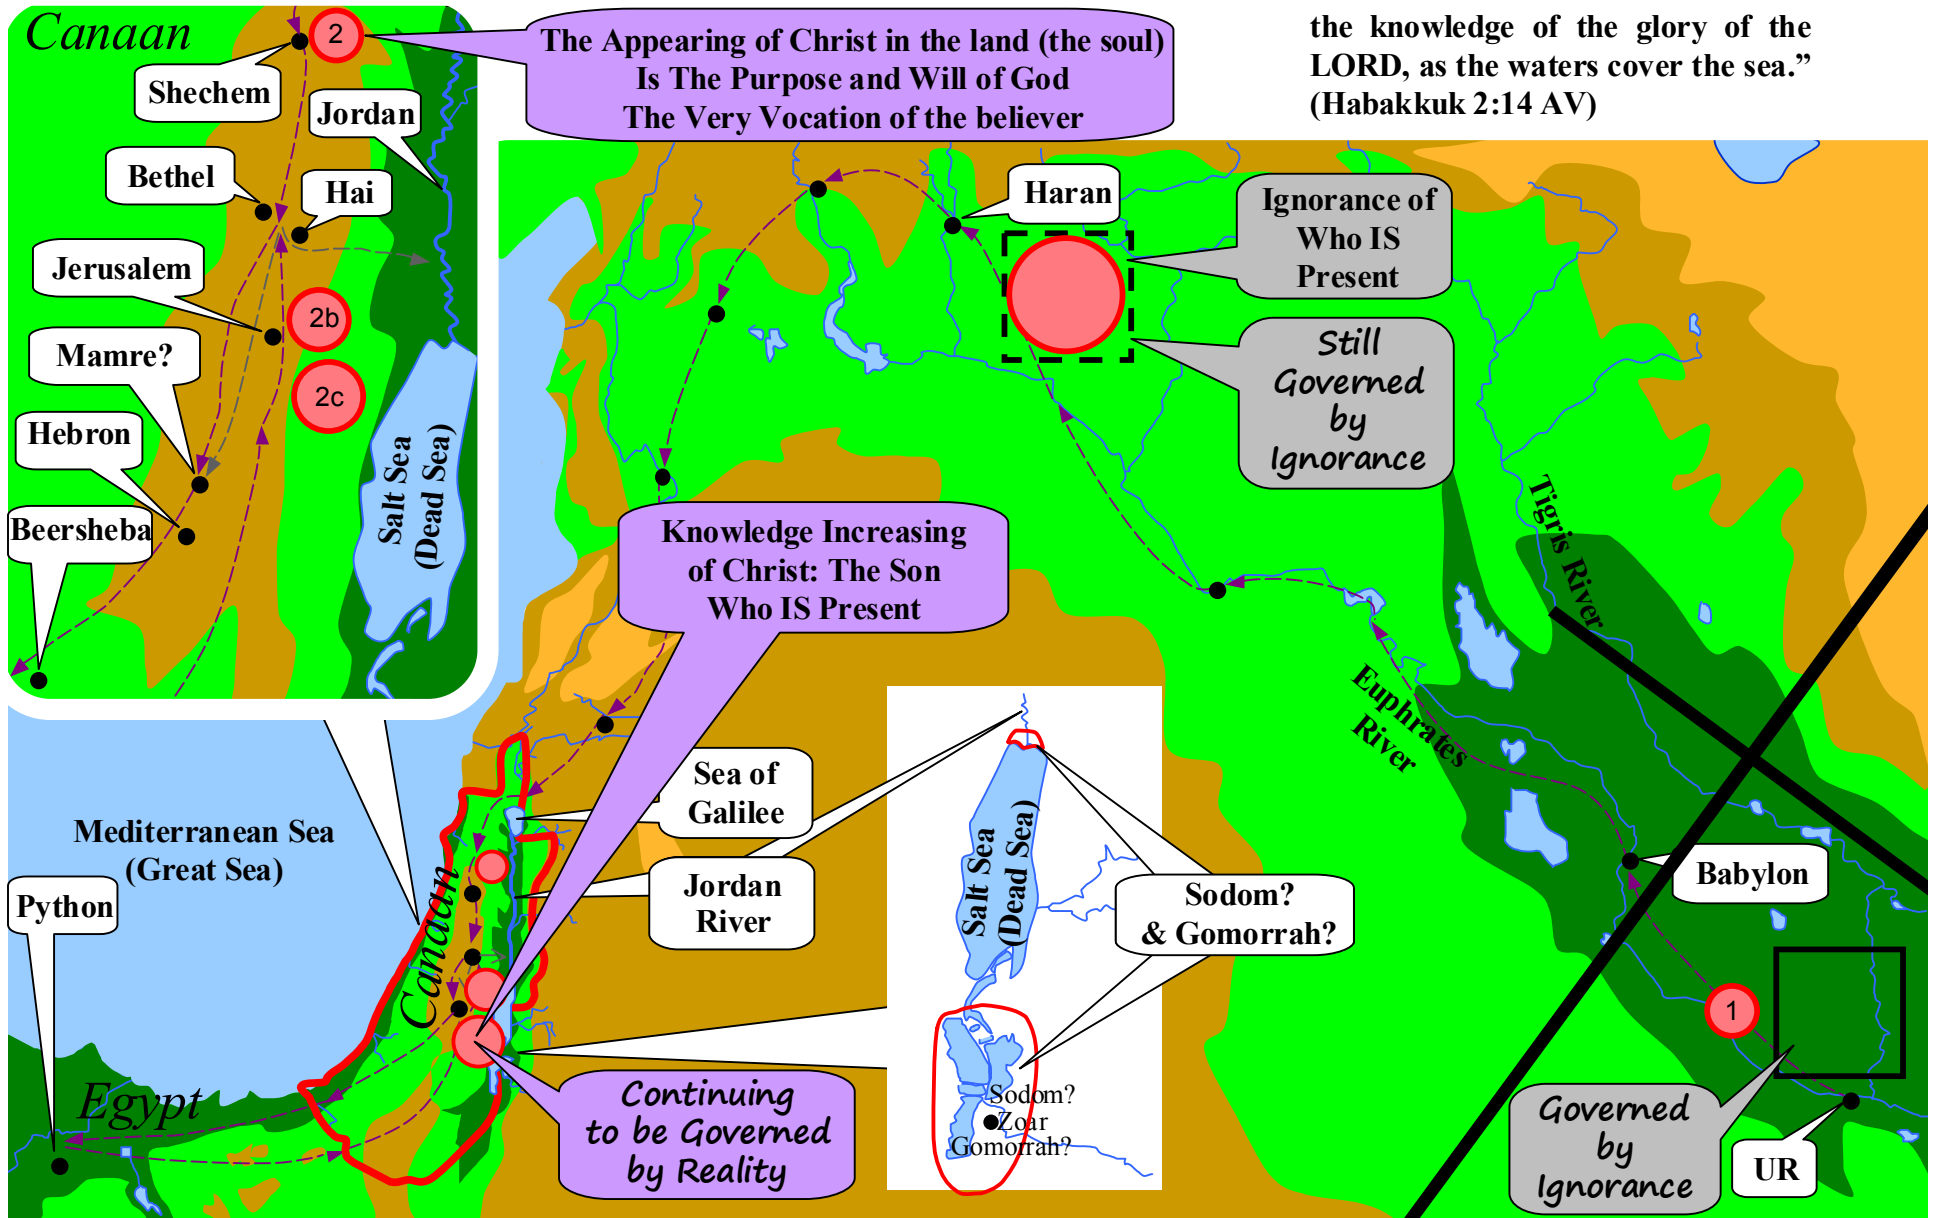 Canaan
2
Shechem
Jordan
Bethel
Hai
Jerusalem
2b
Mamre?
2c
Hebron
Beersheba
Salt Sea
(Dead Sea)
The Appearing of Christ in the land (the soul)
Is The Purpose and Will of God
The Very Vocation of the believer
the knowledge of the glory of the
LORD, as the waters cover the sea.”
(Habakkuk 2:14 AV)
Haran
Ignorance of
Who IS
Present
Still
Governed
by
Ignorance
Knowledge Increasing
of Christ: The Son
Who IS Present
Tigris River
Euphrates
River
Sea of
Galilee
Mediterranean Sea
(Great Sea)
Jordan
River
Python
Canaan
Salt Sea
(Dead Sea)
Sodom?
& Gomorrah?
Babylon
1
Egypt
Continuing
to be Governed
by Reality
Sodom?
Zoar
Gomorrah?
Governed
by
Ignorance
UR